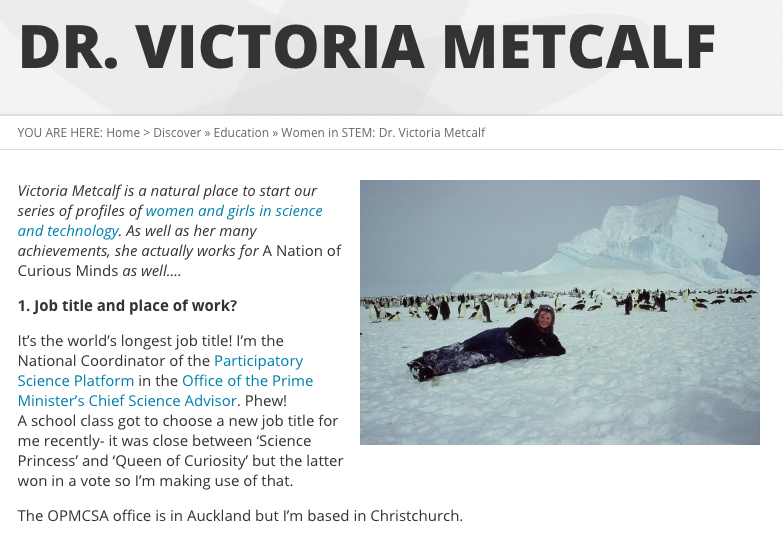 DR. VICTORIA METCALF
YOU ARE HERE: Home > Discover » Education » Women in STEM: Dr. Victoria Metcalf
Victoria Metcalf is a natural place to start our
series of profiles of women and girls in science
and technology. As well as her many
achievements, she actually works for A Nation of
Curious Minds as well....
1. Job title and place of work?
It's the world's longest job title! I'm the
National Coordinator of the Participatory
Science Platform in the Office of the Prime
Minister's Chief Science Advisor. Phew!
A school class got to choose a new job title for
me recently- it was close between ‘Science
Princess’ and ‘Queen of Curiosity’ but the latter
won in a vote so I'm making use of that.
The OPMCSA office is in Auckland but I'm based in Christchurch.